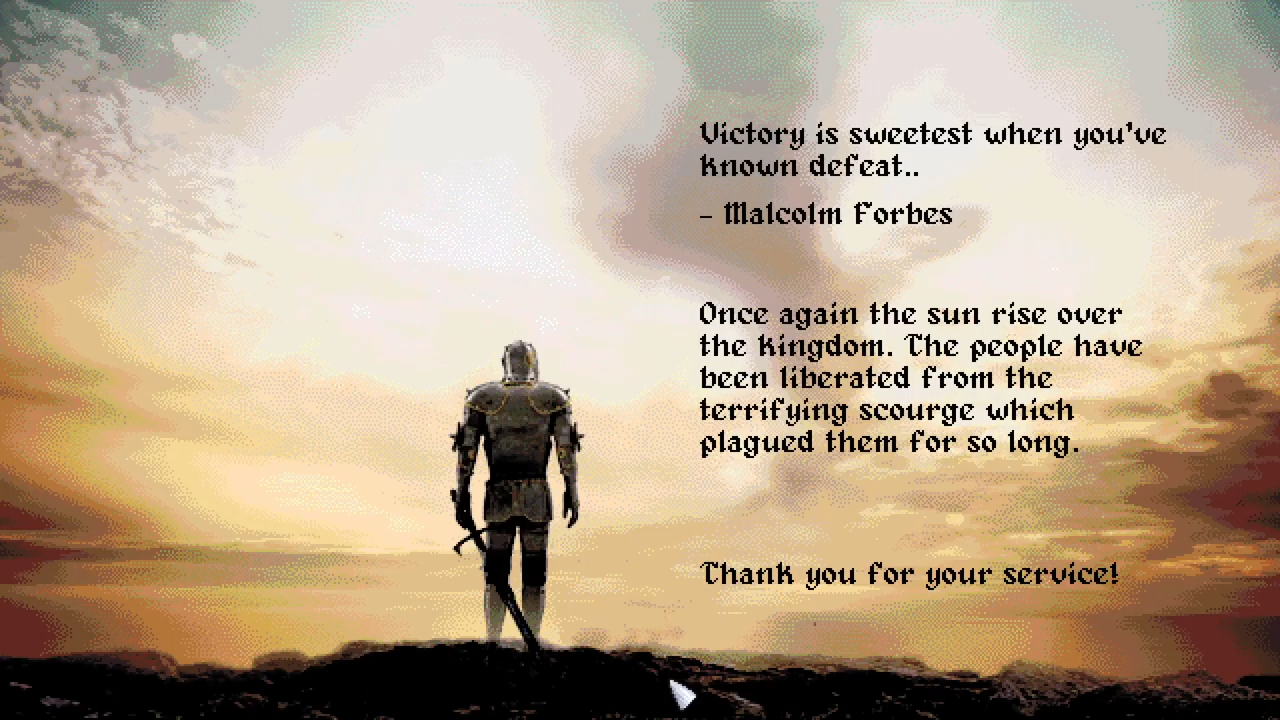 Victory is sweetest when you've
known defeat..
- Malcolm Forbes
Once again the sun rise over
the kingdom. The people have
been liberated from the
terrifying scourge which
plagued them for so long.
Thank you for your service!